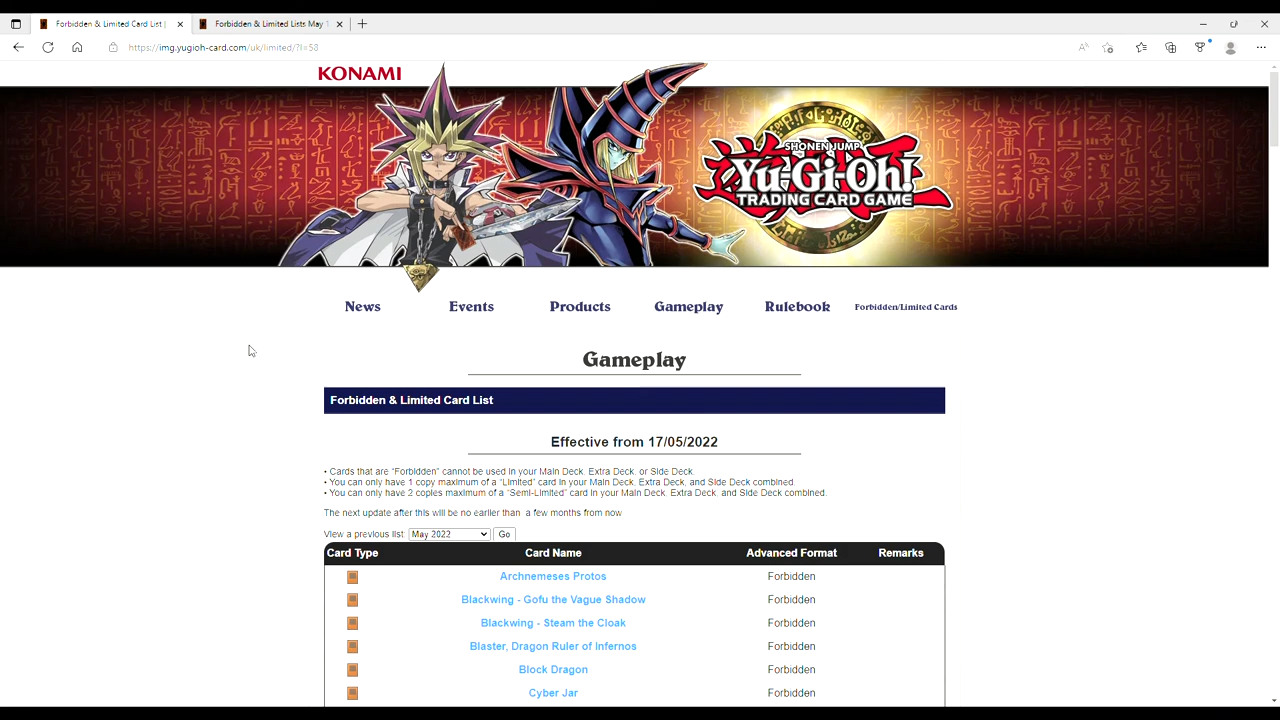 Forbidden & Limited Card List |
Forbidden & Limited Lists May 1
https://img.yugioh-card.com/uk/limited/?l=58
KONAMI
SHONEN JUMP
遊戯王
Yu-Gi-Oh!
TRADING CARD GAME
News Events Products Gameplay Rulebook Forbidden/Limited Cards
Gameplay
Forbidden & Limited Card List
Effective from 17/05/2022
• Cards that are "Forbidden" cannot be used in your Main Deck, Extra Deck, or Side Deck.
• You can only have 1 copy maximum of a "Limited" card in your Main Deck, Extra Deck, and Side Deck combined.
• You can only have 2 copies maximum of a "Semi-Limited" card in your Main Deck, Extra Deck, and Side Deck combined.
The next update after this will be no earlier than a few months from now
View a previous list: May 2022 Go
Card Type Card Name Advanced Format Remarks
Archnemeses Protos Forbidden
Blackwing - Gofu the Vague Shadow Forbidden
Blackwing - Steam the Cloak Forbidden
Blaster, Dragon Ruler of Infernos Forbidden
Block Dragon Forbidden
Cyber Jar Forbidden